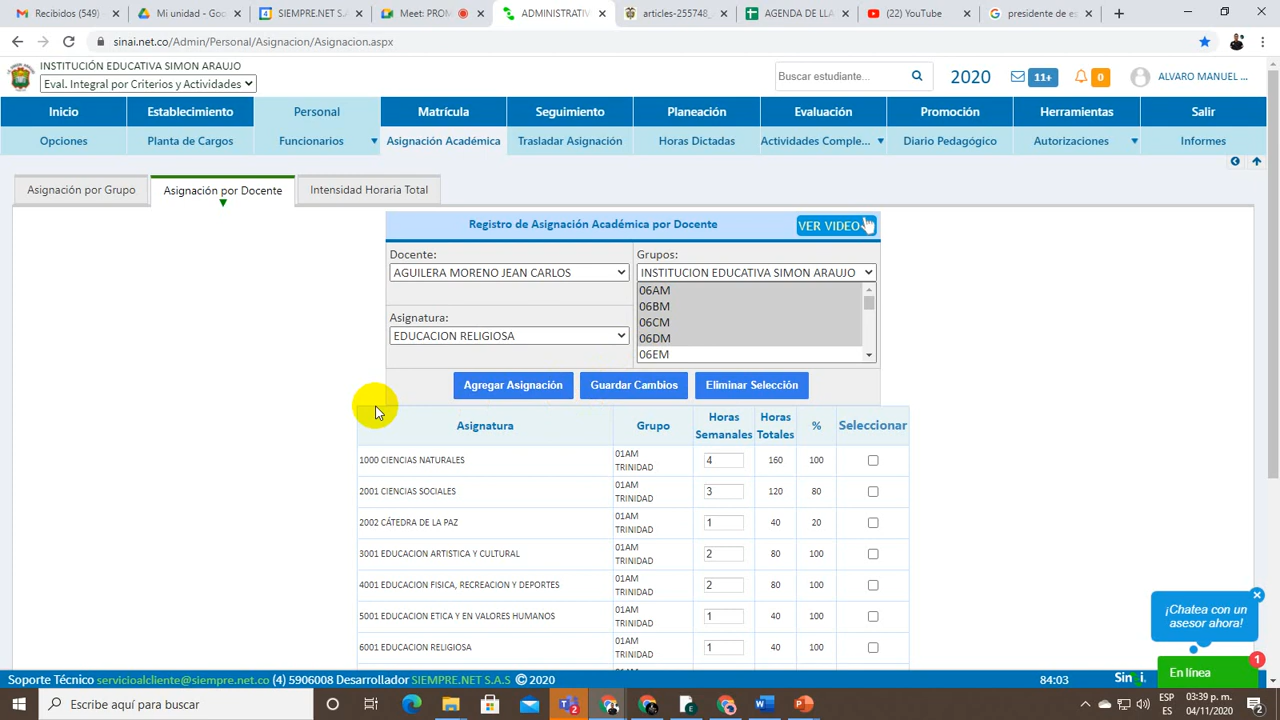 Recibidos (549)
Mi unidad - Goo
SIEMPRE.NET S.A
Meet: PROM
ADMINISTRATIV
articles-255748
AGENDA DE LLA
(22) YouTube
presidente de es
sinai.net.co/Admin/Personal/Asignacion/Asignacion.aspx
INSTITUCIÓN EDUCATIVA SIMON ARAUJO
Eval. Integral por Criterios y Actividades
Buscar estudiante...
2020
11+
0
ALVARO MANUEL ...
Inicio
Establecimiento
Personal
Matrícula
Seguimiento
Planeación
Evaluación
Promoción
Herramientas
Salir
Opciones
Planta de Cargos
Funcionarios
Asignación Académica
Trasladar Asignación
Horas Dictadas
Actividades Comple...
Diario Pedagógico
Autorizaciones
Informes
Asignación por Grupo
Asignación por Docente
Intensidad Horaria Total
Registro de Asignación Académica por Docente
VER VIDEO
Docente:
AGUILERA MORENO JEAN CARLOS
Grupos:
INSTITUCION EDUCATIVA SIMON ARAUJO
06AM
06BM
06CM
06DM
06EM
Asignatura:
EDUCACION RELIGIOSA
Agregar Asignación
Guardar Cambios
Eliminar Selección
Asignatura
Grupo
Horas
Semanales
Horas
Totales
%
Seleccionar
1000 CIENCIAS NATURALES
01AM
TRINIDAD
4
160
100
2001 CIENCIAS SOCIALES
01AM
TRINIDAD
3
120
80
2002 CÁTEDRA DE LA PAZ
01AM
TRINIDAD
1
40
20
3001 EDUCACION ARTISTICA Y CULTURAL
01AM
TRINIDAD
2
80
100
4001 EDUCACION FISICA, RECREACION Y DEPORTES
01AM
TRINIDAD
2
80
100
5001 EDUCACION ETICA Y EN VALORES HUMANOS
01AM
TRINIDAD
1
40
100
6001 EDUCACION RELIGIOSA
01AM
TRINIDAD
1
40
100
¡Chatea con un
asesor ahora!
En línea
1
Soporte Técnico servicioalcliente@siempre.net.co (4) 5906008 Desarrollador SIEMPRE.NET S.A.S © 2020
84:03
Escribe aquí para buscar
ESP
03:39 p. m.
04/11/2020
2